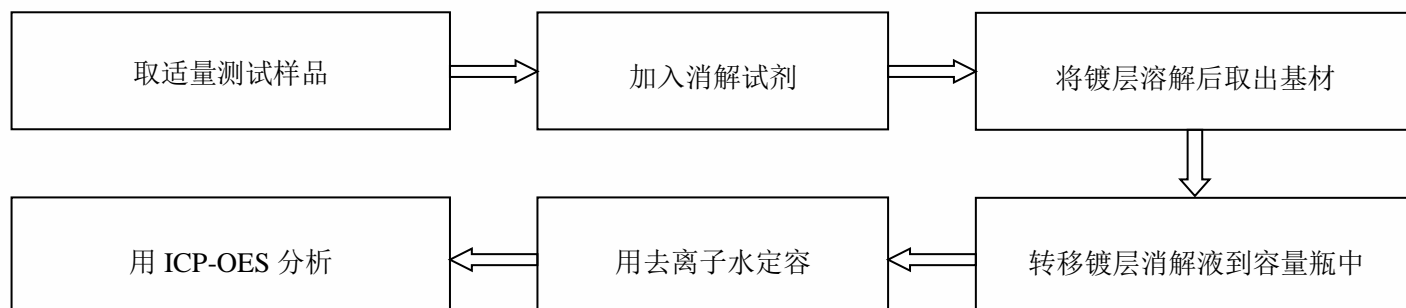 取适量测试样品
加入消解试剂
将镀层溶解后取出基材
转移镀层消解液到容量瓶中
用去离子水定容
用 ICP-OES 分析